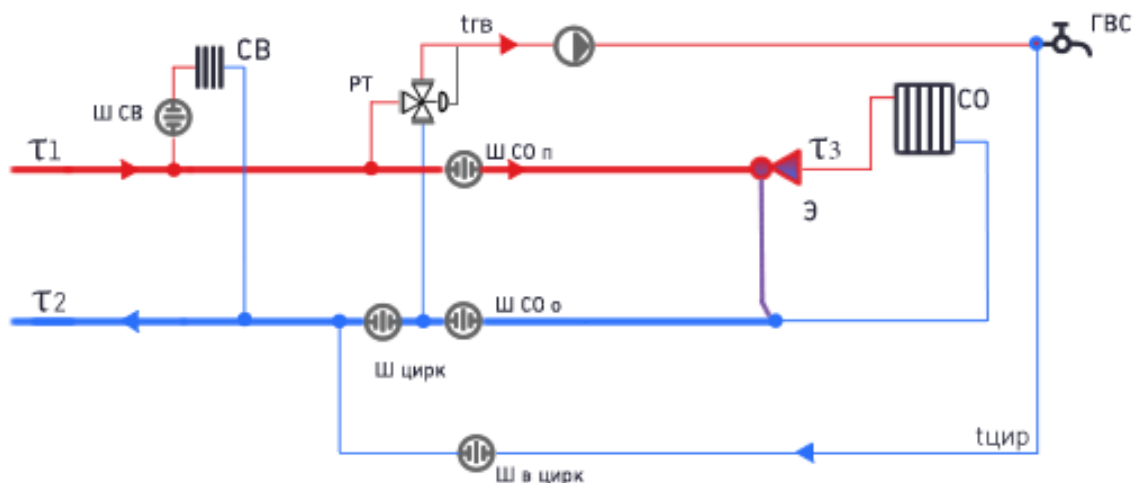 tгв
ГВС
СВ
РТ
Ш СВ
СО
τ1
Ш СО п
τ3
Э
τ2
Ш СО о
Ш цирк
tцир
Ш в цирк